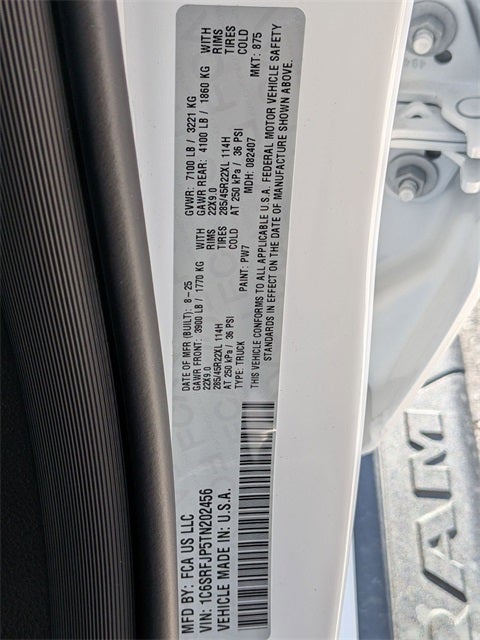 MFD BY: FCA US LLC
VIN: 1C6SRFJP5TN202456
VEHICLE MADE IN: U.S.A.
DATE OF MFR (BUILT): 8-25
GAWR FRONT: 3900 LB / 1770 KG WITH
22X9.0 RIMS
285/45R22XL 114H TIRES
AT 250 kPa / 36 PSI COLD
TYPE: TRUCK PAINT: PW7
GVWR: 7100 LB / 3221 KG
GAWR REAR: 4100 LB / 1860 KG WITH
22X9.0 RIMS
285/45R22XL 114H TIRES
AT 250 kPa / 36 PSI COLD
MDH: 082407 MKT: 875
THIS VEHICLE CONFORMS TO ALL APPLICABLE U.S.A. FEDERAL MOTOR VEHICLE SAFETY
STANDARDS IN EFFECT ON THE DATE OF MANUFACTURE SHOWN ABOVE.
RAM